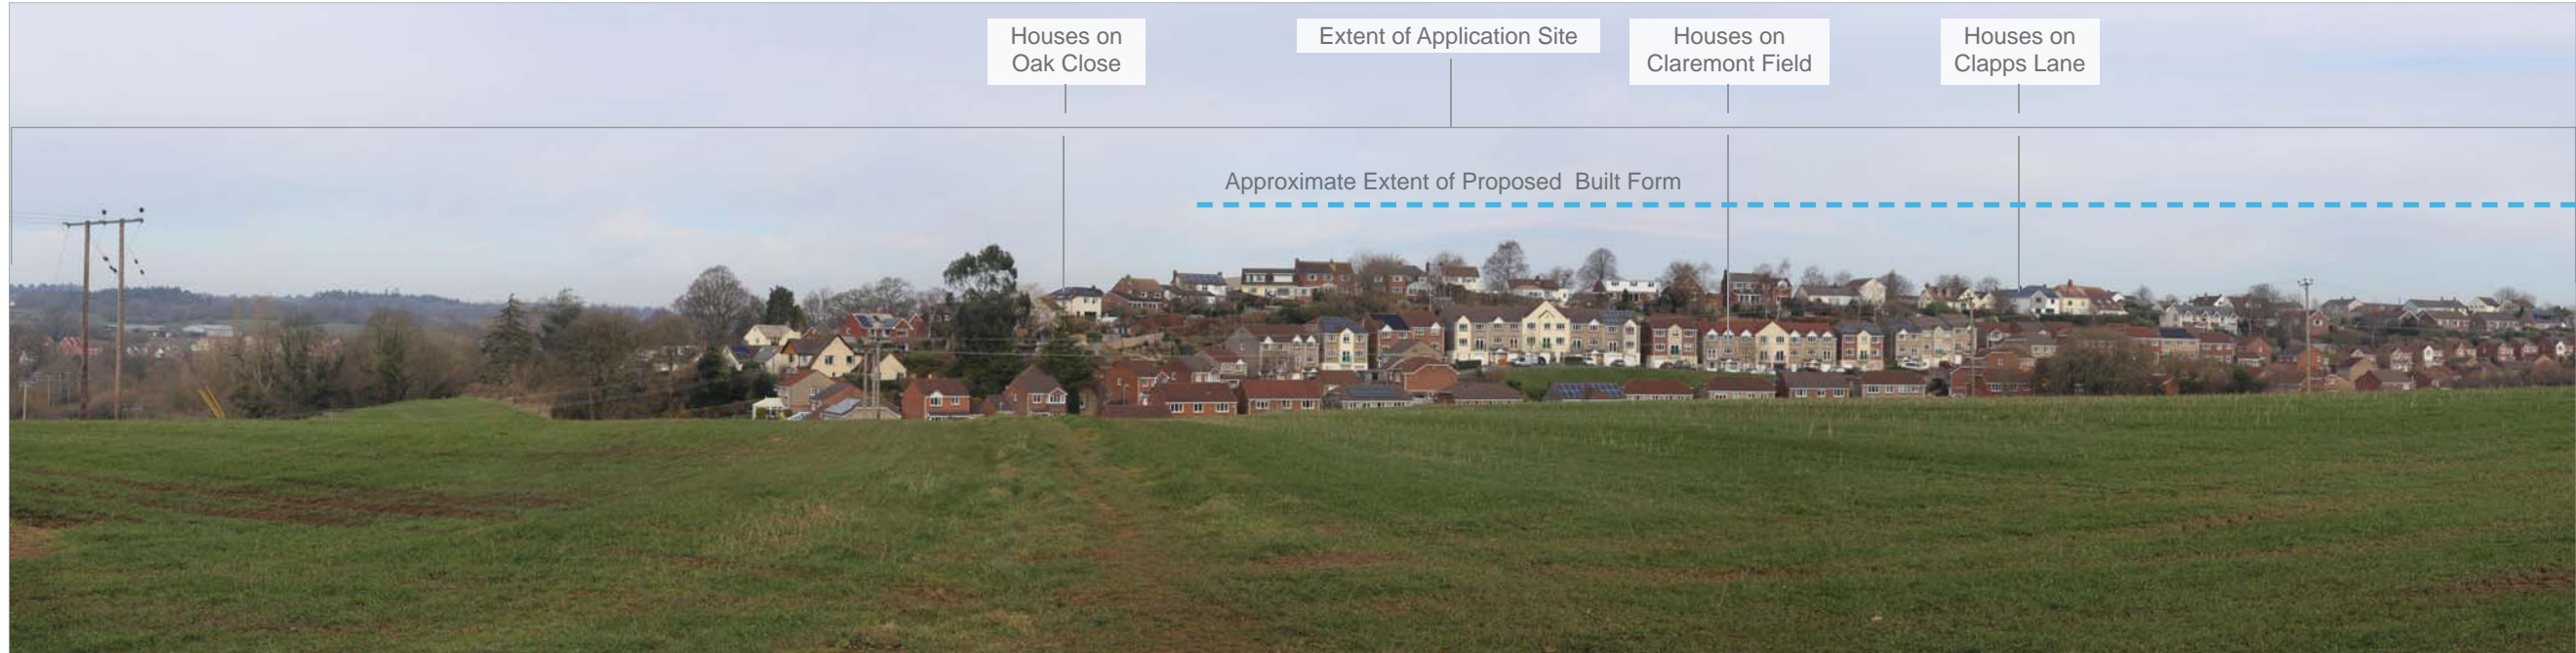 Houses on
Oak Close
Extent of Application Site
Houses on
Claremont Field
Houses on
Clapps Lane
Approximate Extent of Proposed Built Form